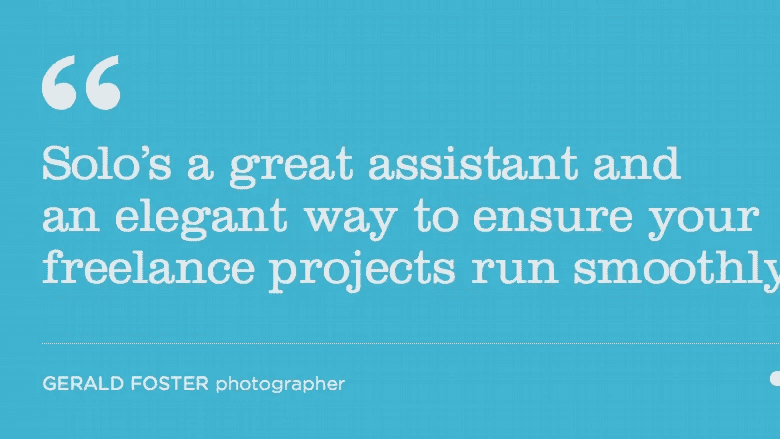 “
Solo’s a great assistant and
an elegant way to ensure your
freelance projects run smoothly
GERALD FOSTER photographer